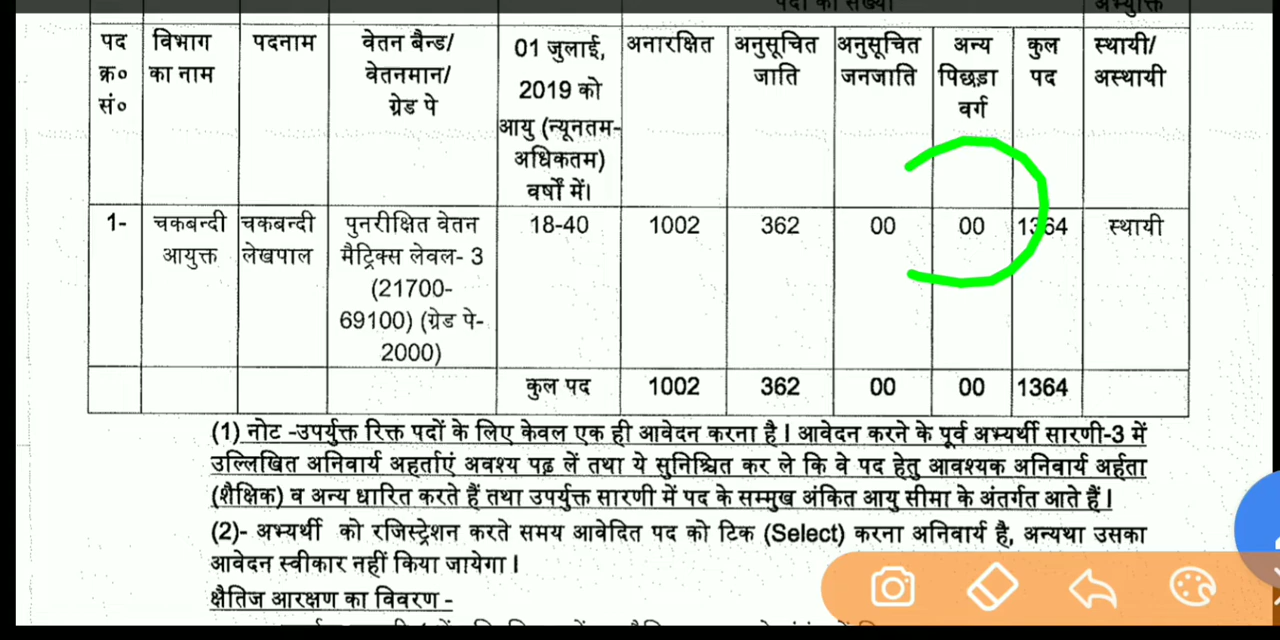 पदों की संख्या अभ्युक्ति
पद क्र० सं० विभाग का नाम पदनाम वेतन बैन्ड/ वेतनमान/ ग्रेड पे 01 जुलाई, 2019 को आयु (न्यूनतम- अधिकतम) वर्षों में। अनारक्षित अनुसूचित जाति अनुसूचित जनजाति अन्य पिछड़ा वर्ग कुल पद स्थायी/ अस्थायी
1- चकबन्दी आयुक्त चकबन्दी लेखपाल पुनरीक्षित वेतन मैट्रिक्स लेवल- 3 (21700- 69100) (ग्रेड पे- 2000) 18-40 1002 362 00 00 1364 स्थायी
कुल पद 1002 362 00 00 1364
(1) नोट -उपर्युक्त रिक्त पदों के लिए केवल एक ही आवेदन करना है। आवेदन करने के पूर्व अभ्यर्थी सारणी-3 में
उल्लिखित अनिवार्य अहर्ताएं अवश्य पढ़ लें तथा ये सुनिश्चित कर ले कि वे पद हेतु आवश्यक अनिवार्य अर्हता
(शैक्षिक) व अन्य धारित करते हैं तथा उपर्युक्त सारणी में पद के सम्मुख अंकित आयु सीमा के अंतर्गत आते हैं।
(2)- अभ्यर्थी को रजिस्ट्रेशन करते समय आवेदित पद को टिक (Select) करना अनिवार्य है, अन्यथा उसका
आवेदन स्वीकार नहीं किया जायेगा।
क्षैतिज आरक्षण का विवरण -